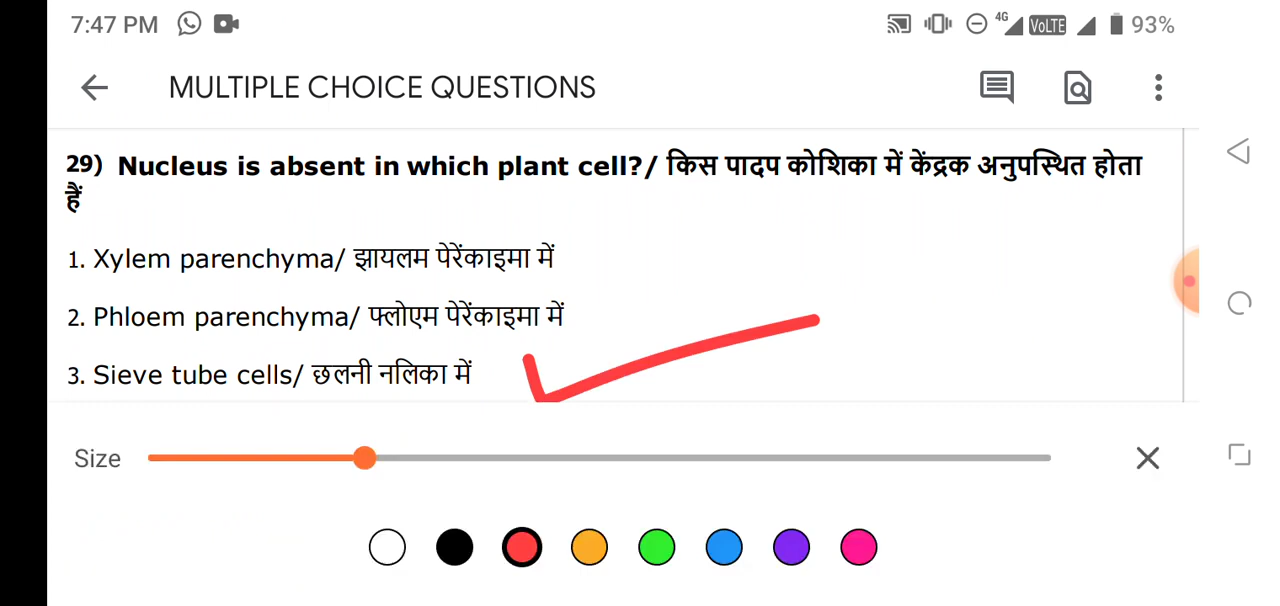 7:47 PM 4G VoLTE 93%
MULTIPLE CHOICE QUESTIONS
29) Nucleus is absent in which plant cell?/ किस पादप कोशिका में केंद्रक अनुपस्थित होता
हैं
1. Xylem parenchyma/ झायलम पेरेंकाइमा में
2. Phloem parenchyma/ फ्लोएम पेरेंकाइमा में
3. Sieve tube cells/ छलनी नलिका में
Size